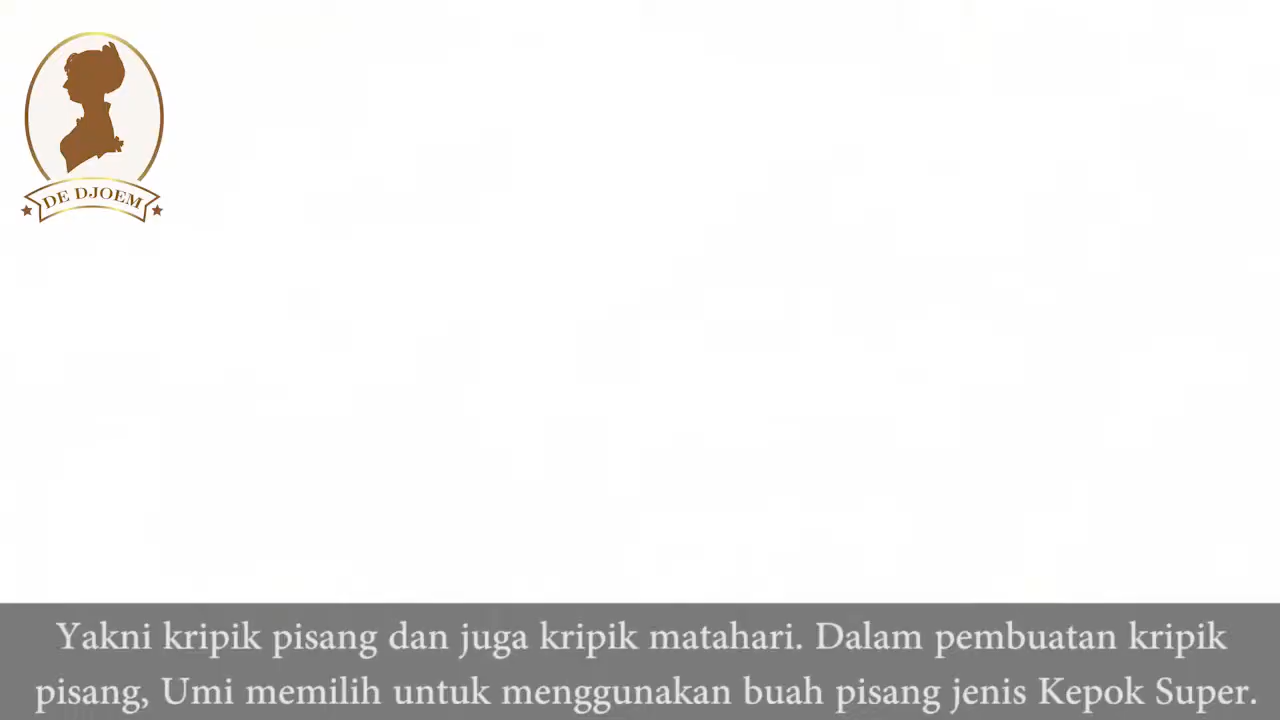 DE DJOEM
Yakni kripik pisang dan juga kripik matahari. Dalam pembuatan kripik
pisang, Umi memilih untuk menggunakan buah pisang jenis Kepok Super.